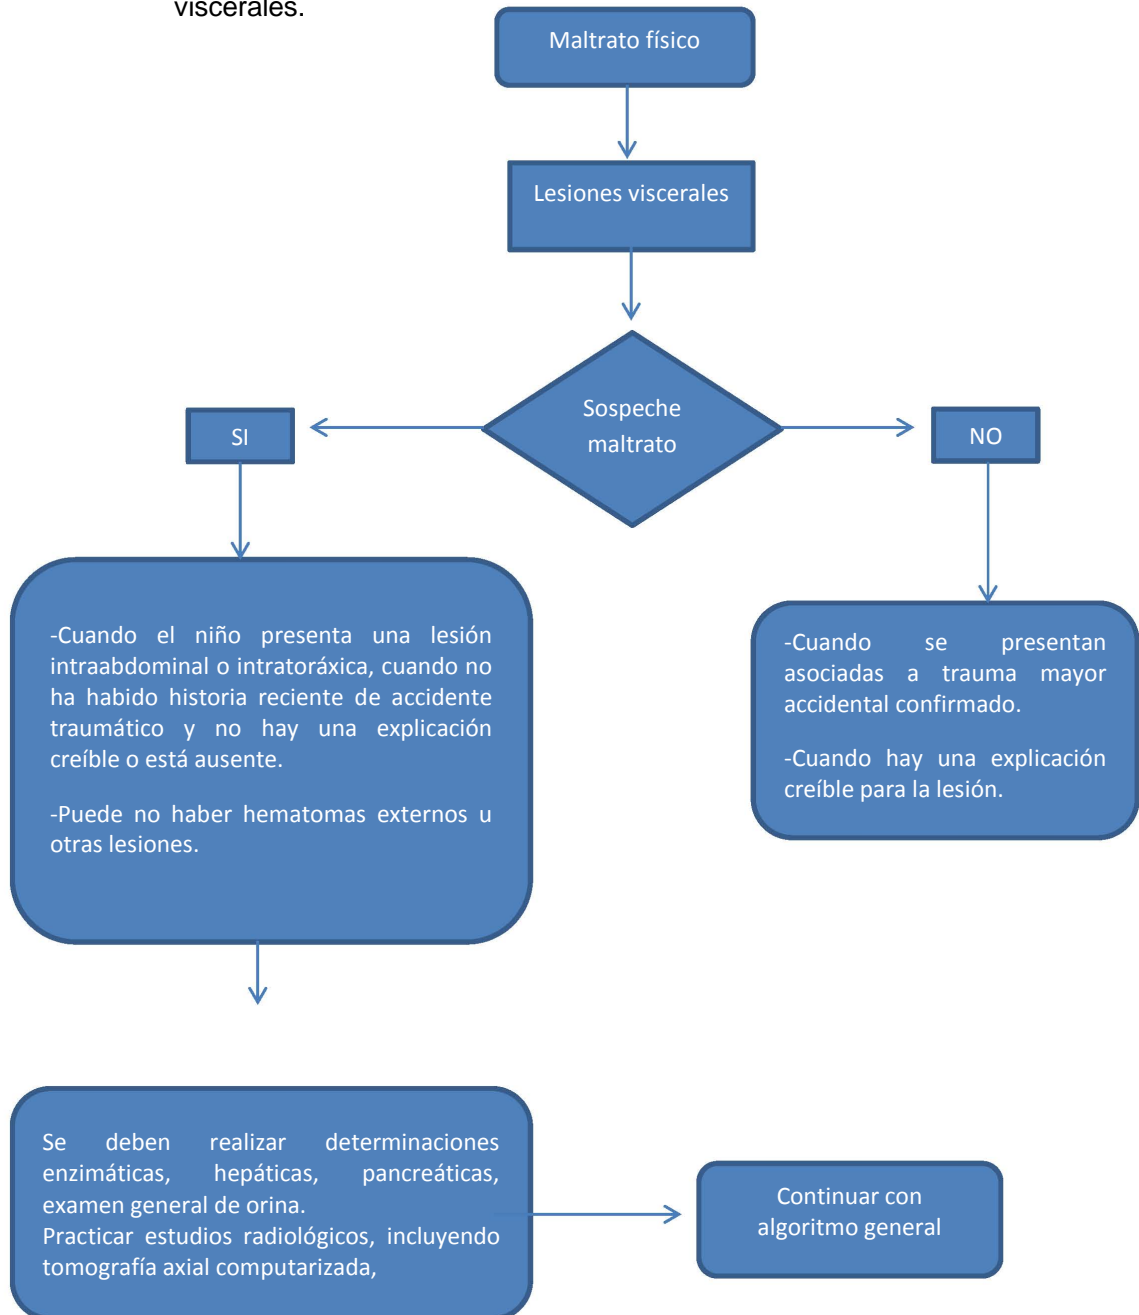 viscerales.
Maltrato físico
Lesiones viscerales
Sospeche
maltrato
SI
NO
-Cuando el niño presenta una lesión
intraabdominal o intratoráxica, cuando no
ha habido historia reciente de accidente
traumático y no hay una explicación
creíble o está ausente.
-Puede no haber hematomas externos u
otras lesiones.
-Cuando se presentan
asociadas a trauma mayor
accidental confirmado.
-Cuando hay una explicación
creíble para la lesión.
Se deben realizar determinaciones
enzimáticas, hepáticas, pancreáticas,
examen general de orina.
Practicar estudios radiológicos, incluyendo
tomografía axial computarizada,
Continuar con
algoritmo general